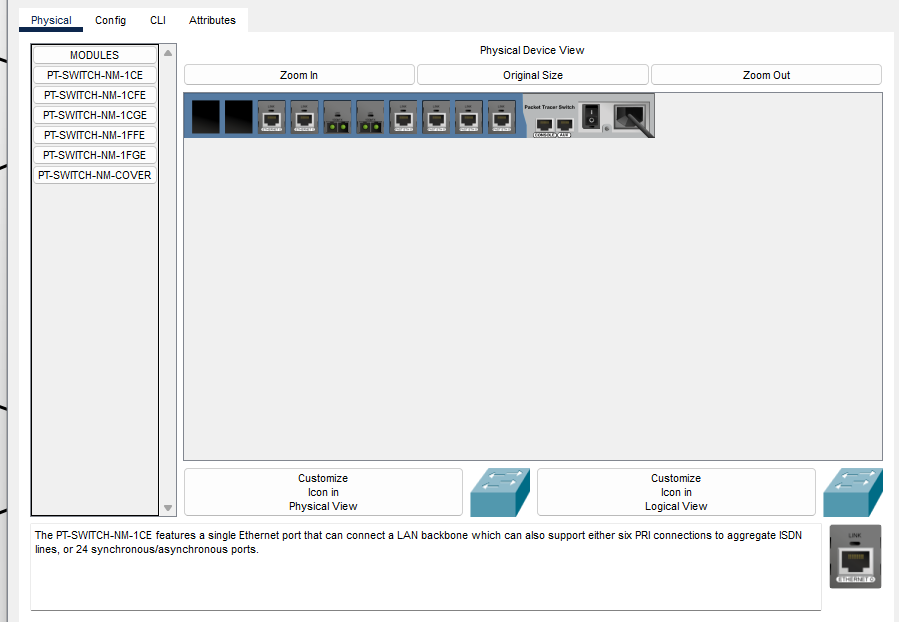 Physical
Config
CLI
Attributes
MODULES
PT-SWITCH-NM-1CE
PT-SWITCH-NM-1CFE
PT-SWITCH-NM-1CGE
PT-SWITCH-NM-1FFE
PT-SWITCH-NM-1FGE
PT-SWITCH-NM-COVER
Physical Device View
Zoom In
Original Size
Zoom Out
Packet Tracer Switch
CONSOLE
AUX
Customize
Icon in
Physical View
Customize
Icon in
Logical View
The PT-SWITCH-NM-1CE features a single Ethernet port that can connect a LAN backbone which can also support either six PRI connections to aggregate ISDN
lines, or 24 synchronous/asynchronous ports.
LINK
ETHERNET 0